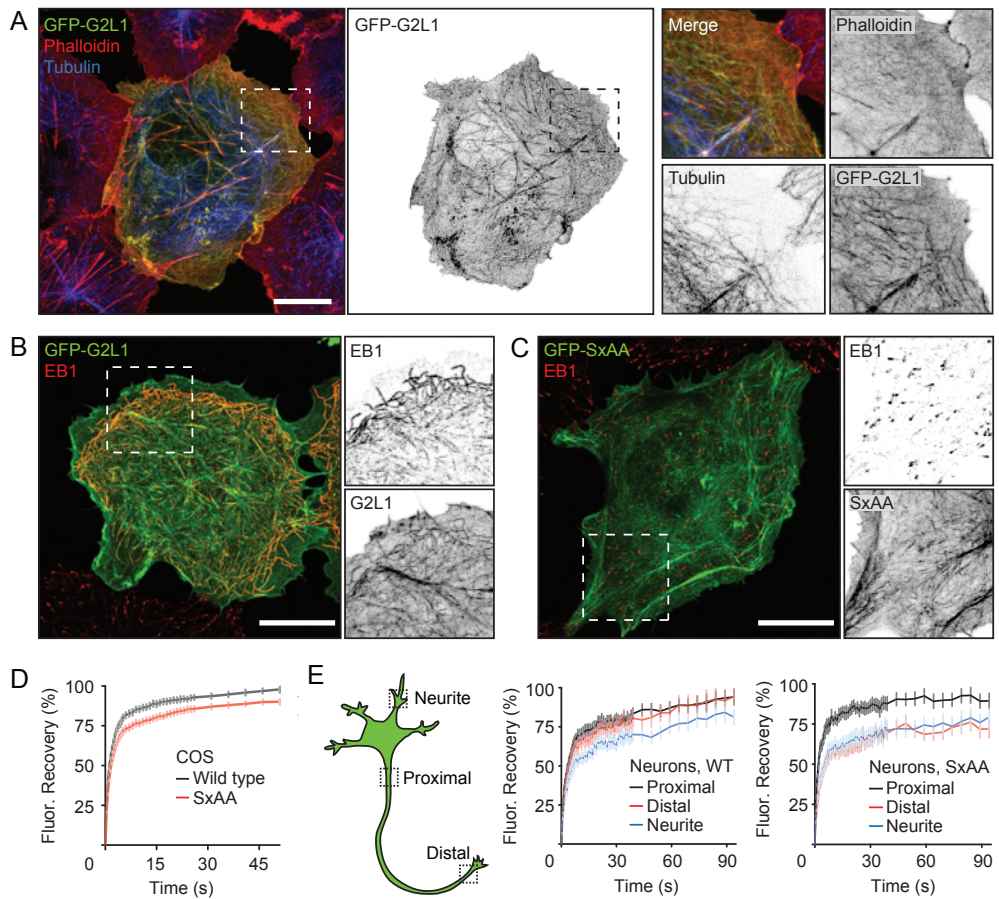 A
GFP-G2L1
Phalloidin
Tubulin
GFP-G2L1
Merge
Phalloidin
Tubulin
GFP-G2L1
B
GFP-G2L1
EB1
EB1
G2L1
C
GFP-SxAA
EB1
EB1
SxAA
D
Fluor. Recovery (%)
100
75
50
25
0
15
30
45
Time (s)
COS
Wild type
SxAA
E
Neurite
Proximal
Distal
Fluor. Recovery (%)
100
75
50
25
0
30
60
90
Time (s)
Neurons, WT
Proximal
Distal
Neurite
Fluor. Recovery (%)
100
75
50
25
0
30
60
90
Time (s)
Neurons, SxAA
Proximal
Distal
Neurite